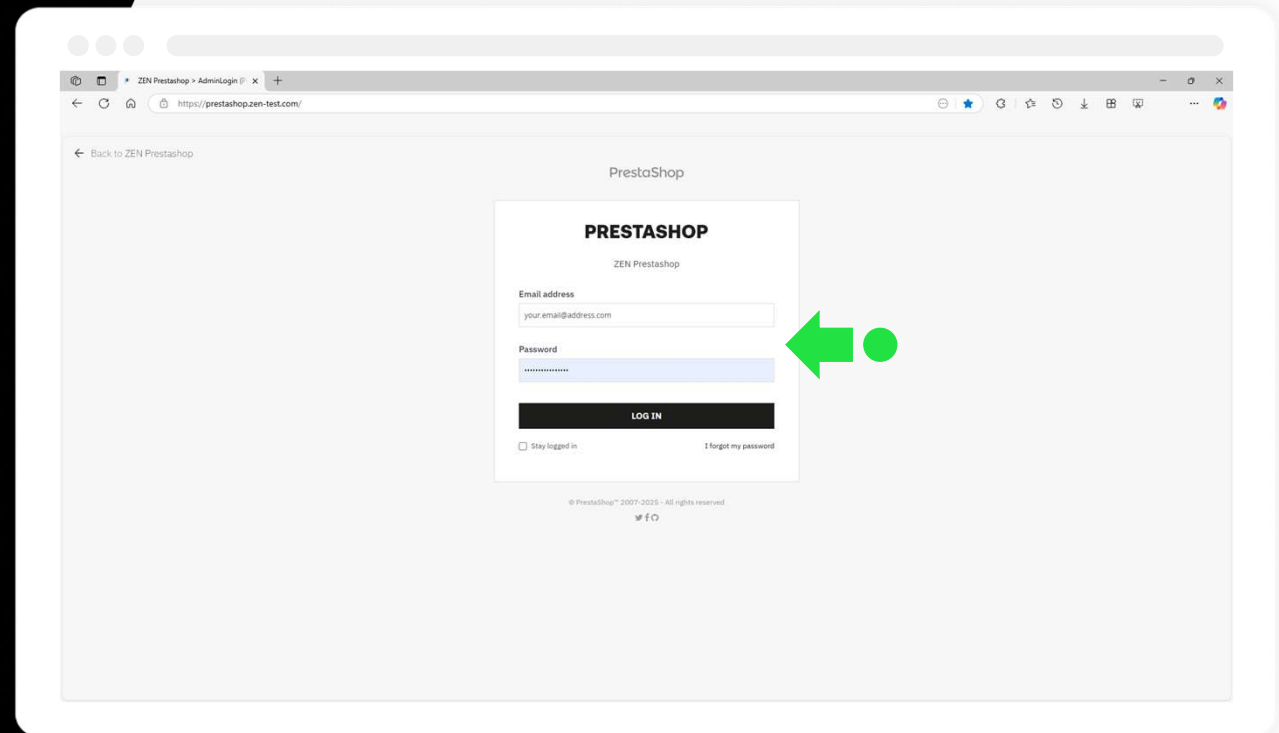 ZEN Prestashop > AdminLogin (P
https://prestashop.zen-test.com/
Back to ZEN Prestashop
PrestaShop
PRESTASHOP
ZEN Prestashop
Email address
your.email@address.com
Password
LOG IN
Stay logged in
I forgot my password
© PrestaShop™ 2007-2025 - All rights reserved